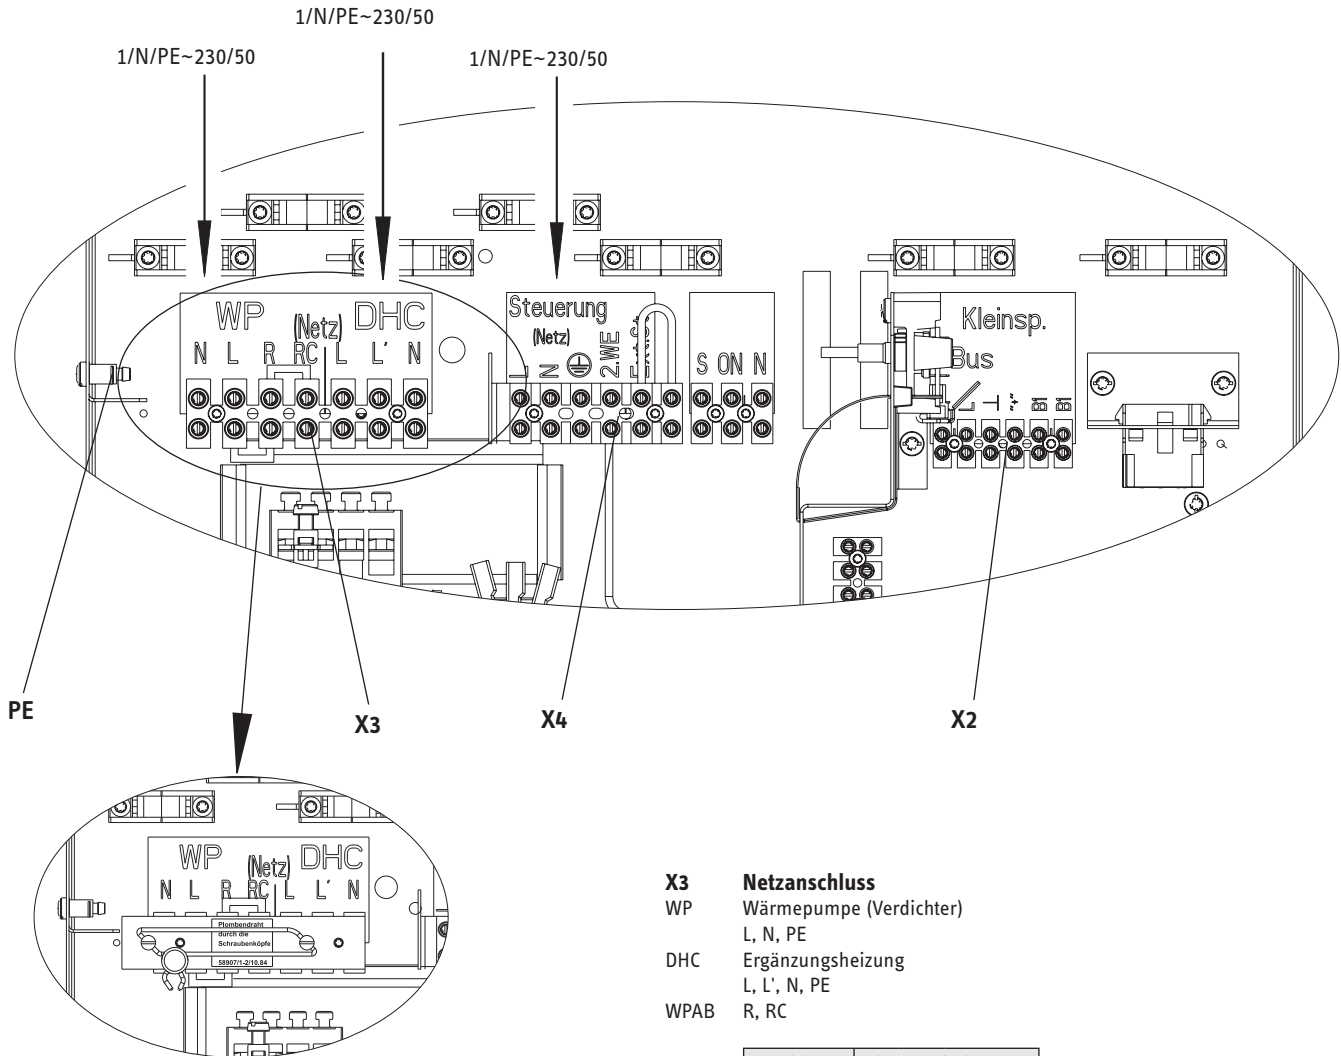 1/N/PE~230/50
1/N/PE~230/50
1/N/PE~230/50
WP (Netz) DHC
N L R RC L L' N
Steuerung
(Netz)
L N 2.WE
S ON N
Kleinsp.
Bus
L ⊥ "+" B1 B1
PE
X3
X4
X2
WP (Netz) DHC
N L R RC L L' N
Plombendraht
durch die
Schraubenköpfe
58907/1-2/10.84
X3 Netzanschluss
WP Wärmepumpe (Verdichter)
L, N, PE
DHC Ergänzungsheizung
L, L', N, PE
WPAB R, RC